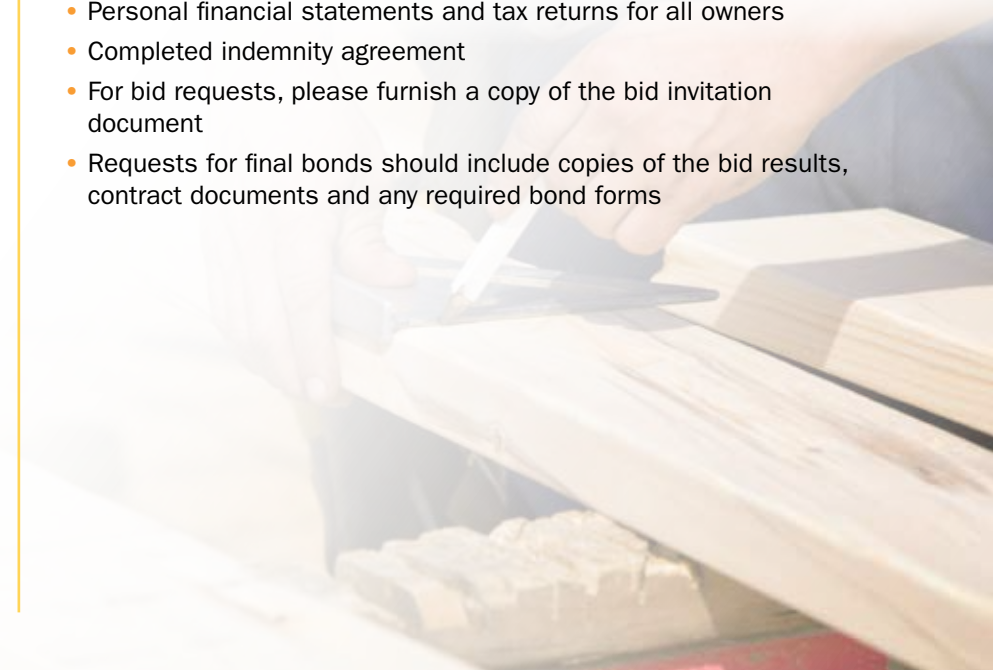 • Personal financial statements and tax returns for all owners
• Completed indemnity agreement
• For bid requests, please furnish a copy of the bid invitation
document
• Requests for final bonds should include copies of the bid results,
contract documents and any required bond forms